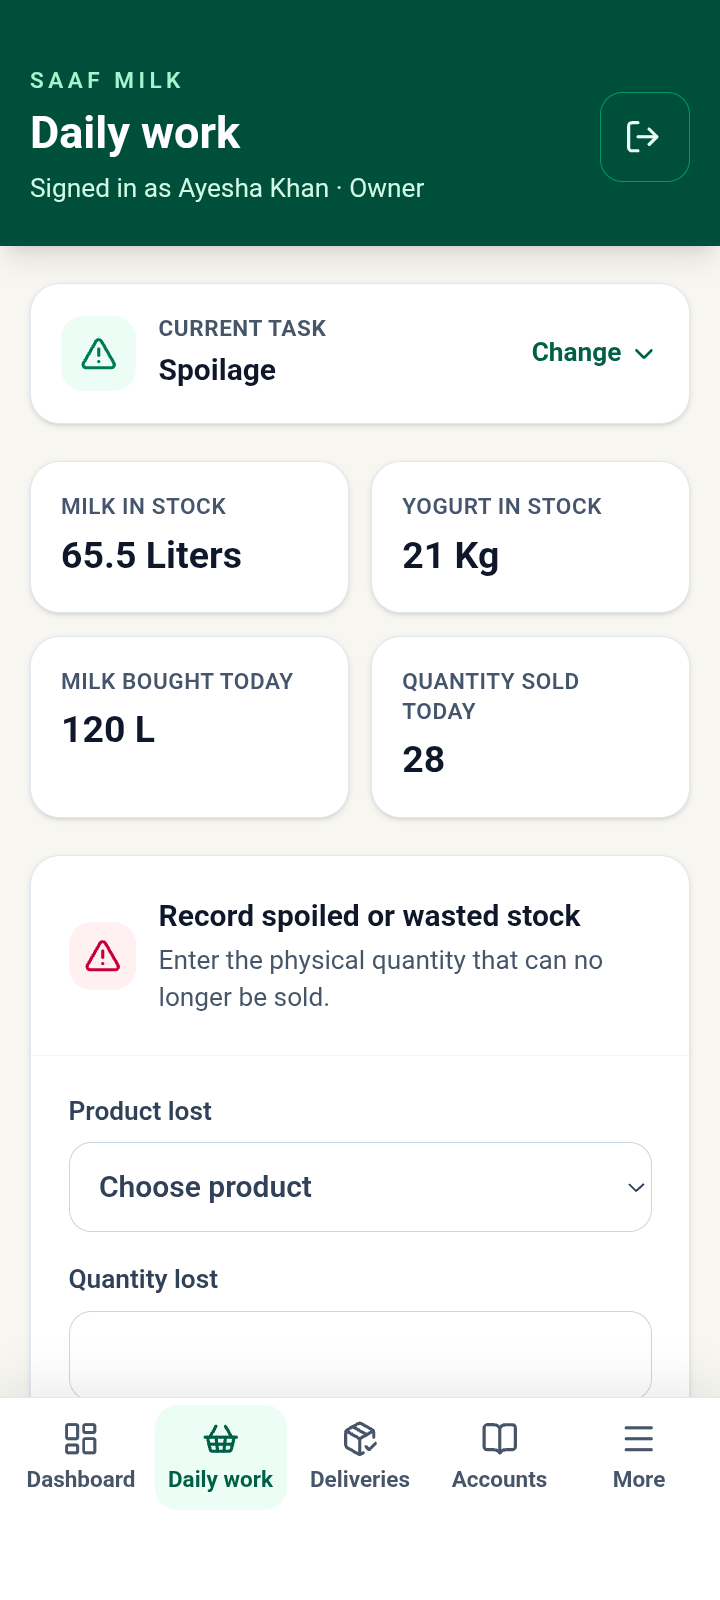 SAAF MILK
Daily work
Signed in as Ayesha Khan · Owner
CURRENT TASK
Spoilage
Change
MILK IN STOCK
65.5 Liters
YOGURT IN STOCK
21 Kg
MILK BOUGHT TODAY
120 L
QUANTITY SOLD
TODAY
28
Record spoiled or wasted stock
Enter the physical quantity that can no
longer be sold.
Product lost
Choose product
Quantity lost
Dashboard
Daily work
Deliveries
Accounts
More